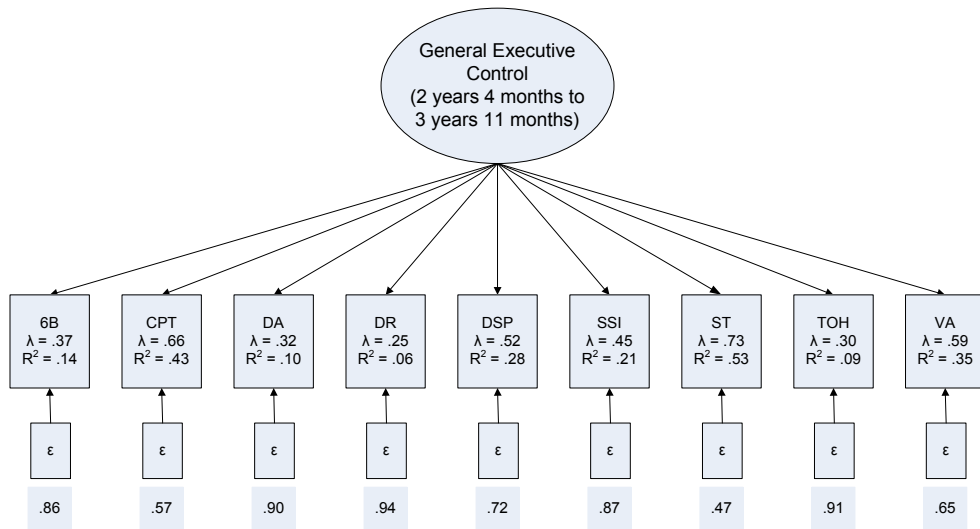 General Executive
Control
(2 years 4 months to
3 years 11 months)
6B
λ = .37
R² = .14
CPT
λ = .66
R² = .43
DA
λ = .32
R² = .10
DR
λ = .25
R² = .06
DSP
λ = .52
R² = .28
SSI
λ = .45
R² = .21
ST
λ = .73
R² = .53
TOH
λ = .30
R² = .09
VA
λ = .59
R² = .35
ε
ε
ε
ε
ε
ε
ε
ε
ε
.86
.57
.90
.94
.72
.87
.47
.91
.65